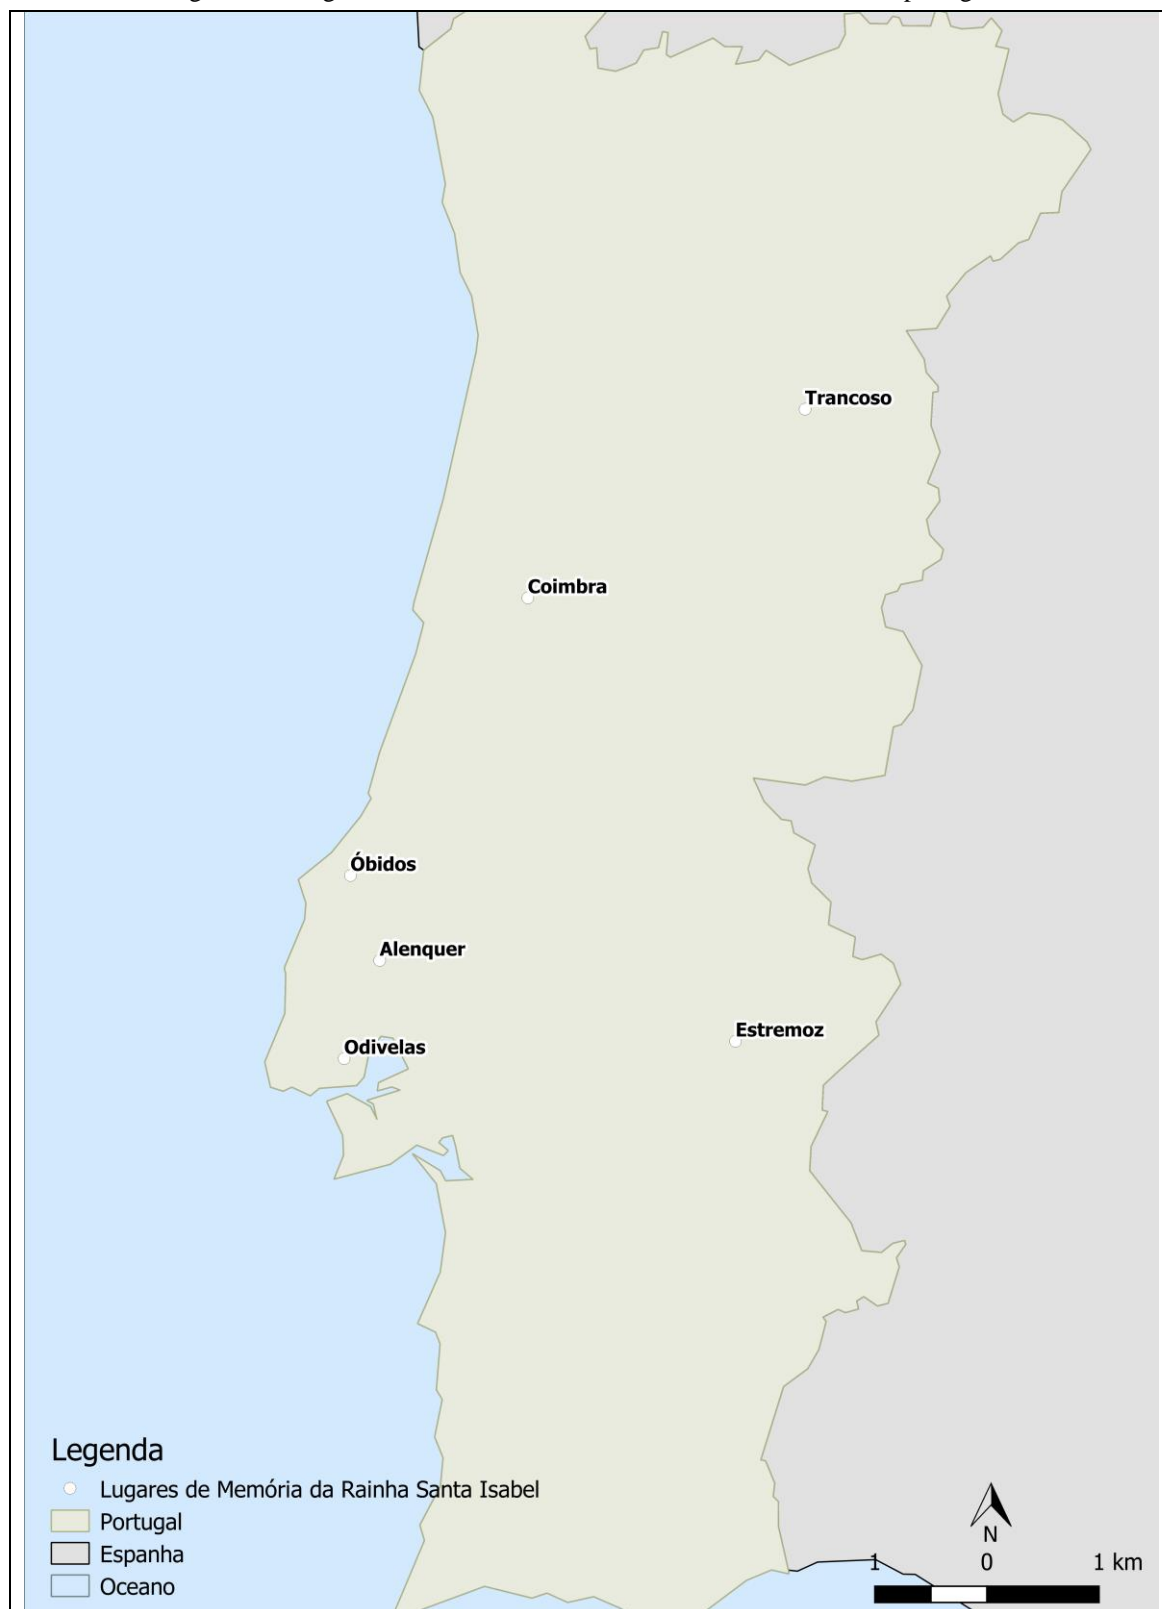 Trancoso
Coimbra
Óbidos
Alenquer
Odivelas
Estremoz
Legenda
Lugares de Memória da Rainha Santa Isabel
Portugal
Espanha
Oceano
N
1 0 1 km